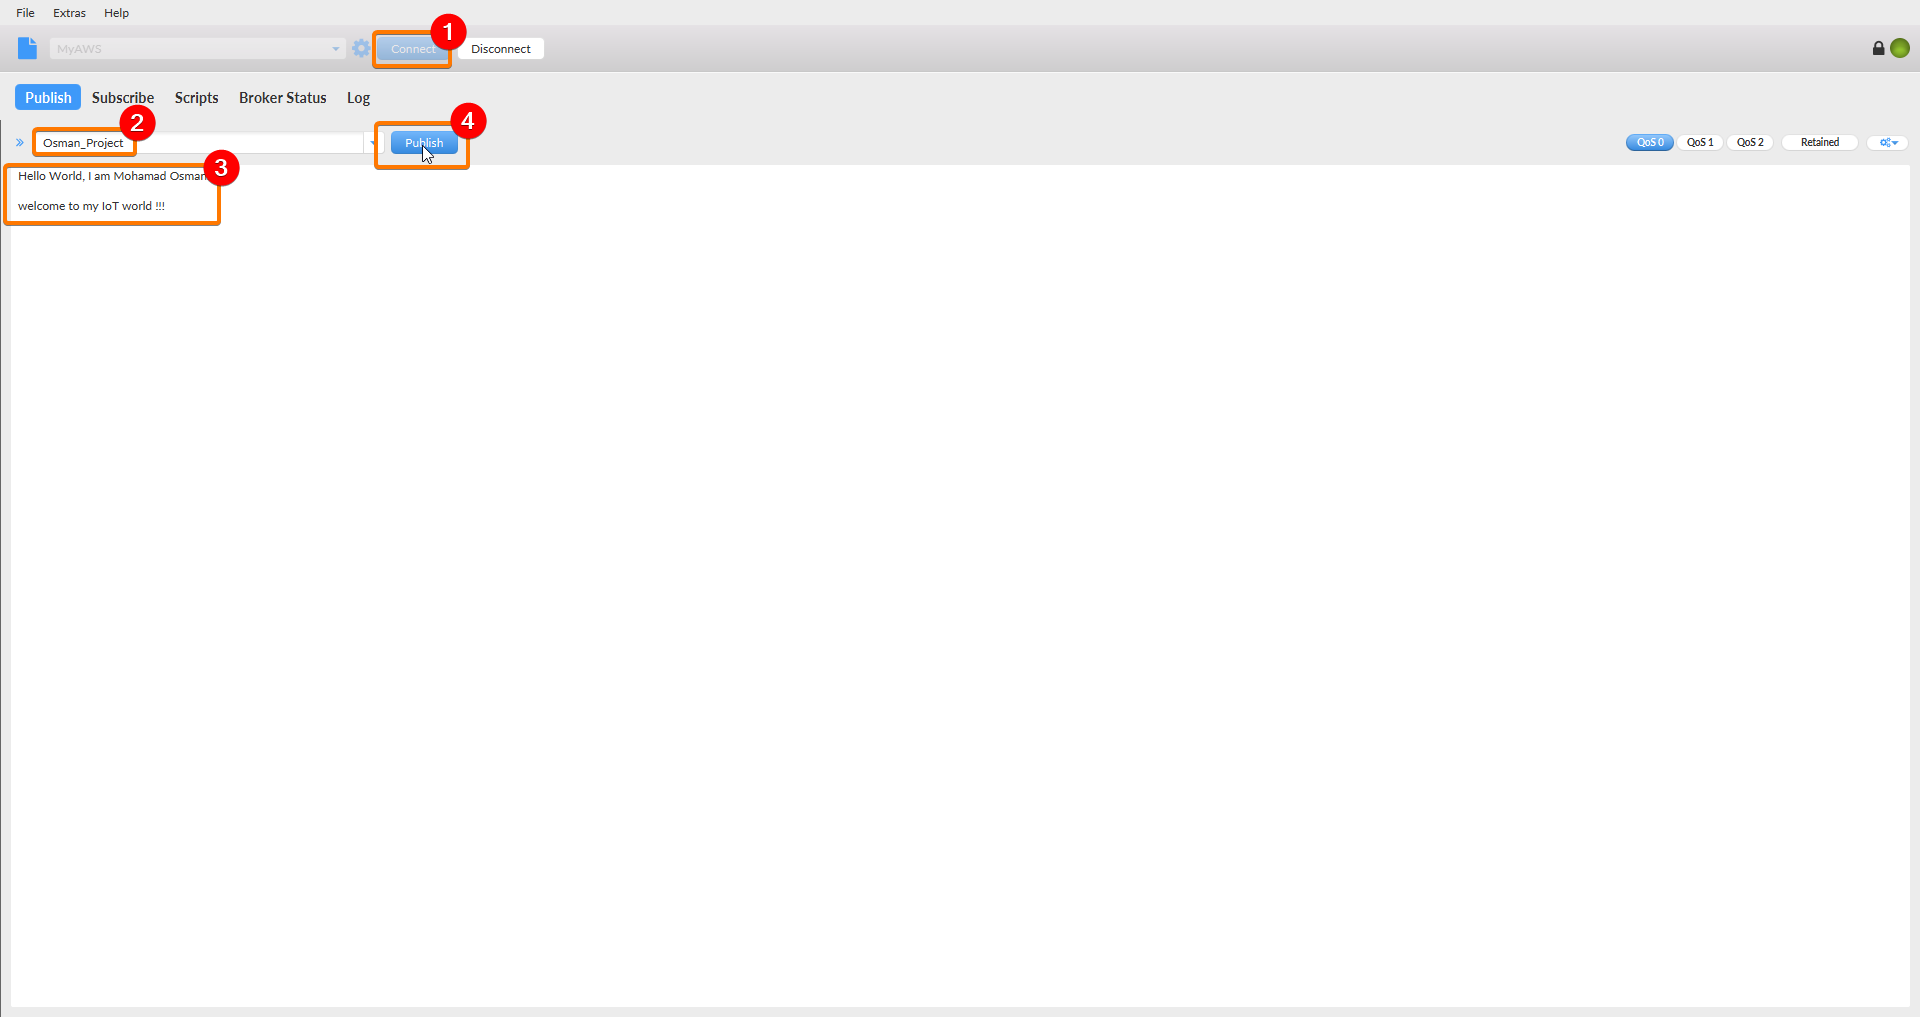 File Extras Help
MyAWS Connect 1 Disconnect
Publish Subscribe Scripts Broker Status Log
Osman_Project 2 Publish 4 QoS 0 QoS 1 QoS 2 Retained
Hello World, I am Mohamad Osman 3
welcome to my IoT world !!!